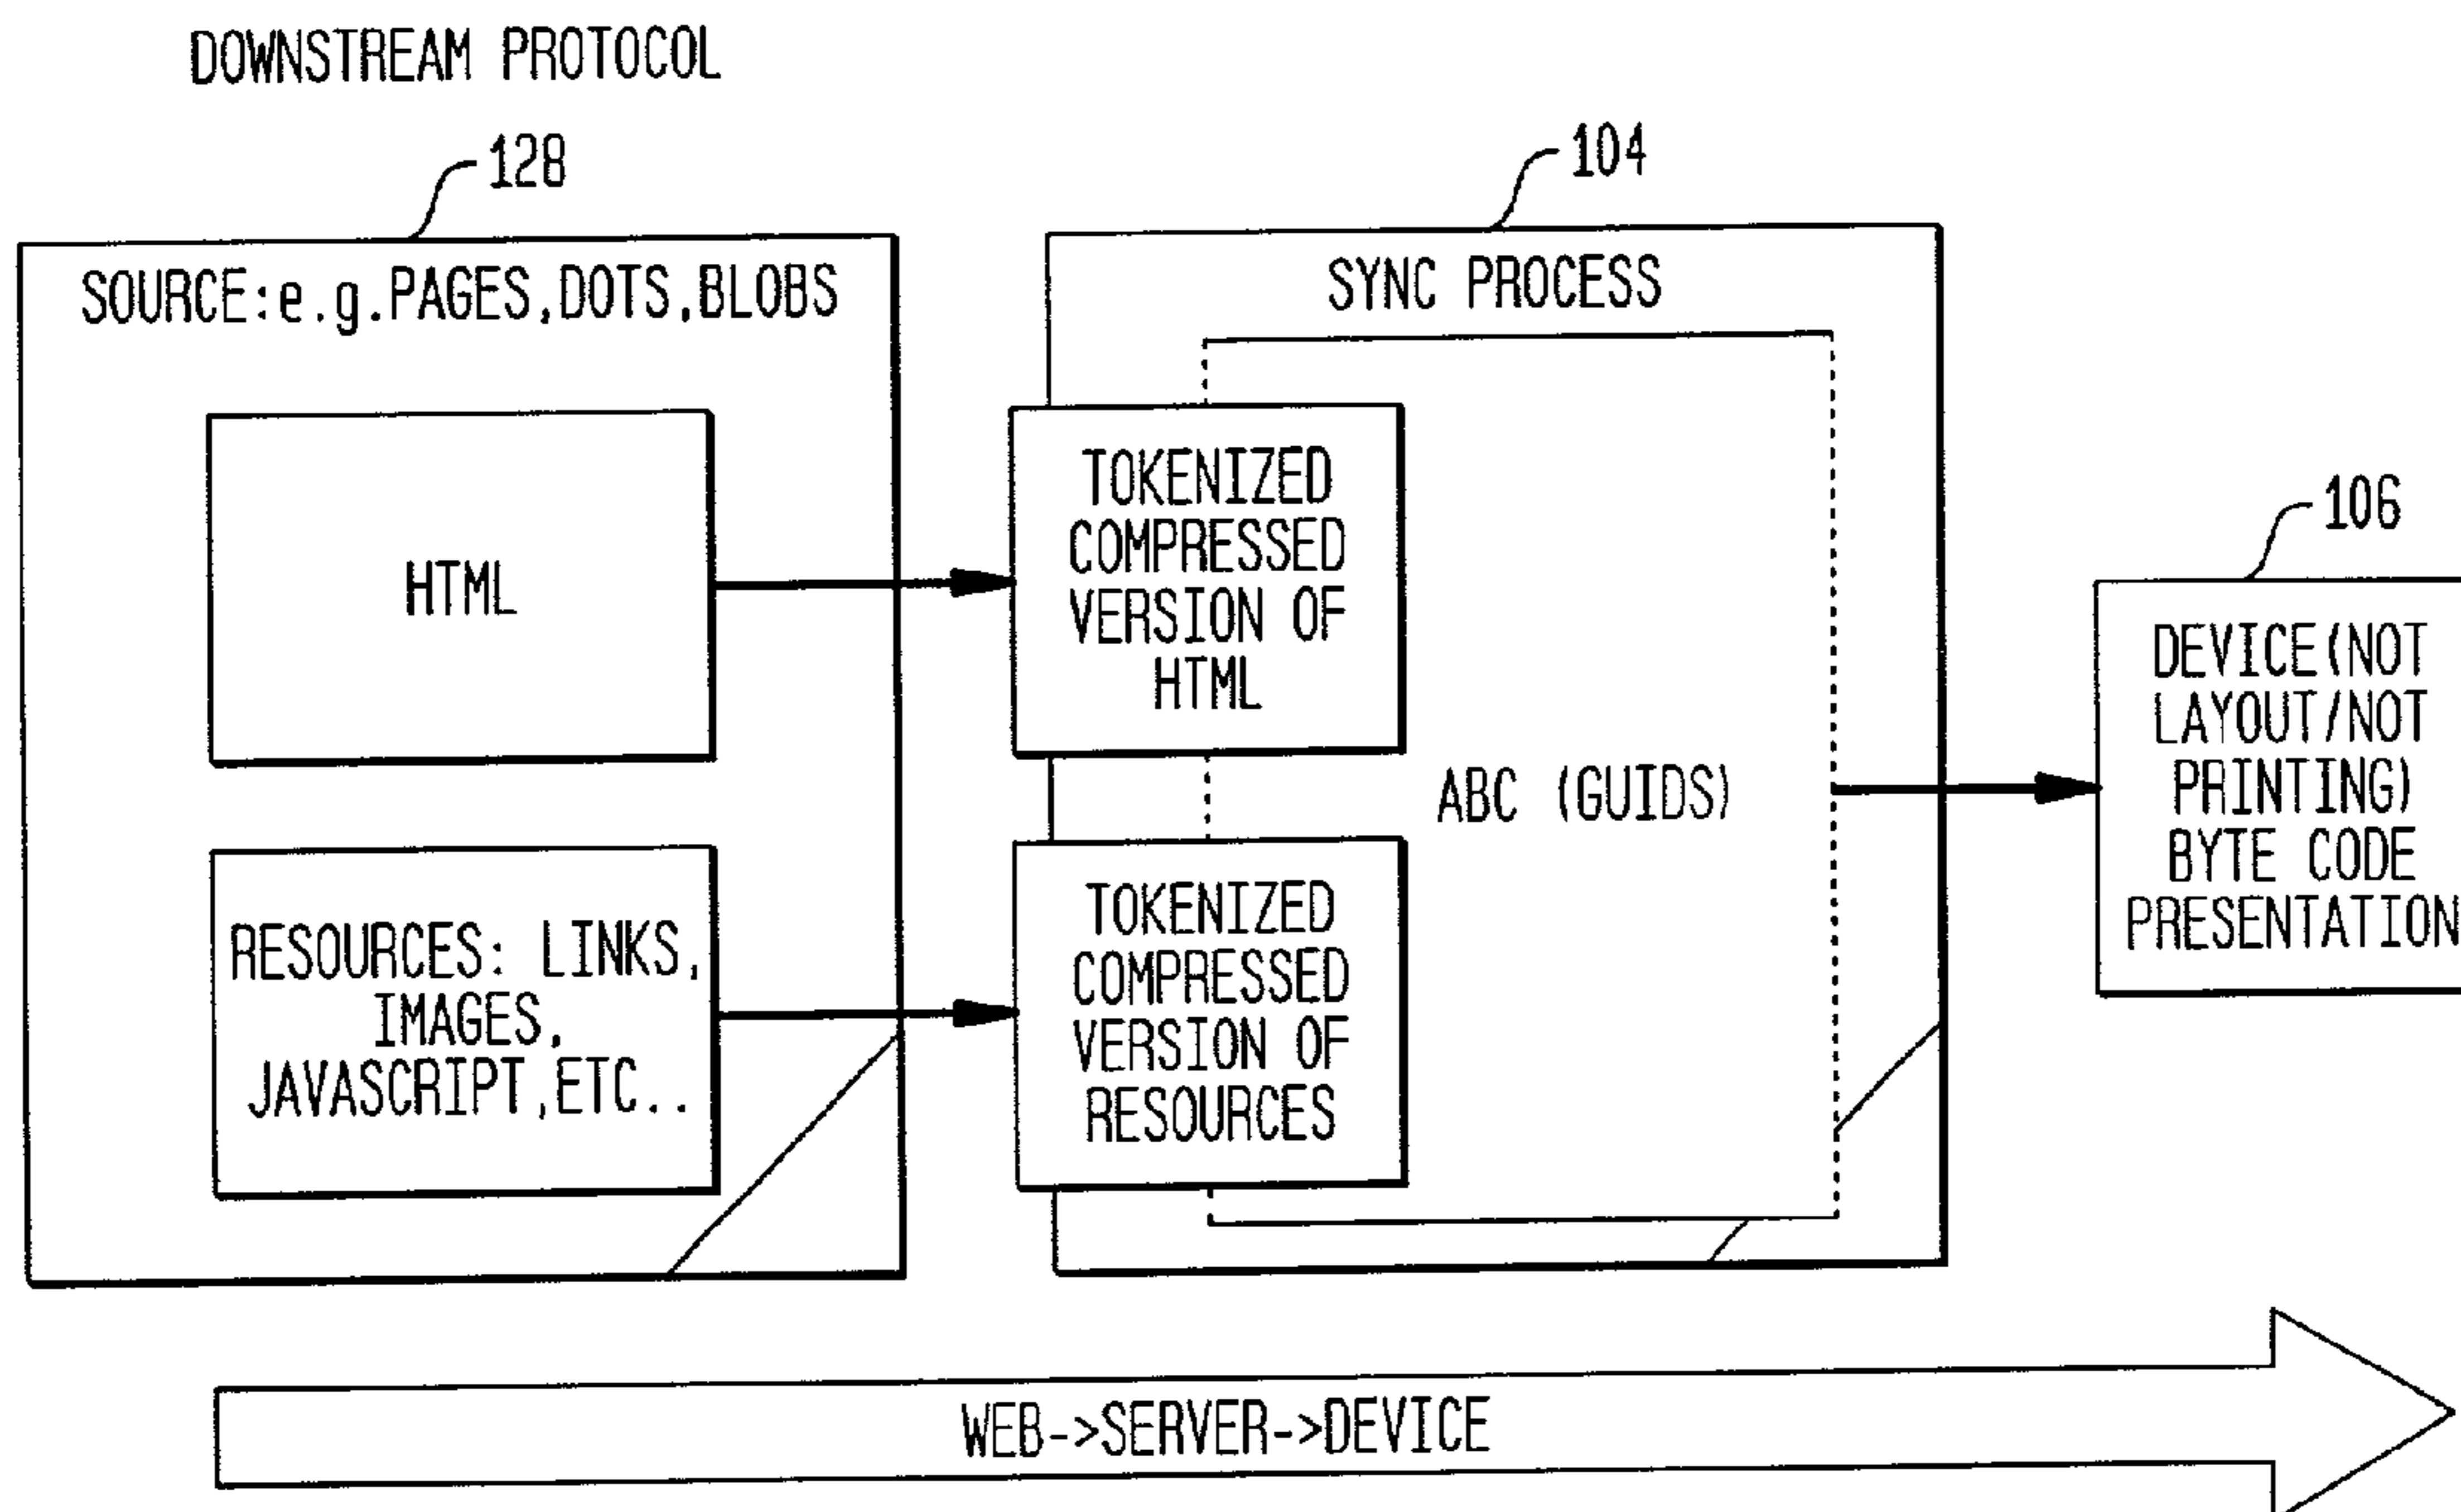 DOWNSTREAM PROTOCOL
128
104
SOURCE:e.g.PAGES,DOTS,BLOBS
SYNC PROCESS
HTML
TOKENIZED
COMPRESSED
VERSION OF
HTML
106
DEVICE(NOT
LAYOUT/NOT
PRINTING)
BYTE CODE
PRESENTATION
ABC (GUIDS)
RESOURCES: LINKS,
IMAGES,
JAVASCRIPT,ETC..
TOKENIZED
COMPRESSED
VERSION OF
RESOURCES
WEB->SERVER->DEVICE